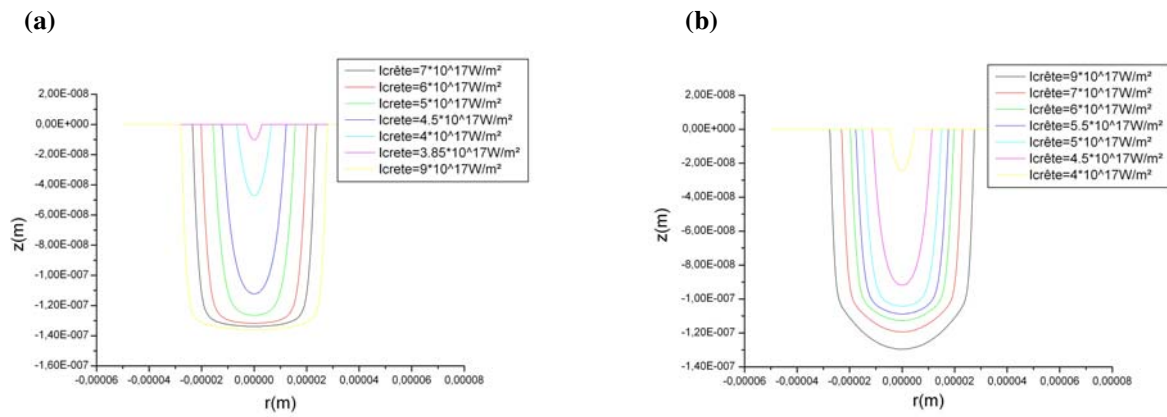 (a)
Icrête=7*10^17W/m²
Icrete=6*10^17W/m²
Icrete=5*10^17W/m²
Icrete=4.5*10^17W/m²
Icrete=4*10^17W/m²
Icrete=3.85*10^17W/m²
Icrete=9*10^17W/m²
2,00E-008
0,00E+000
-2,00E-008
-4,00E-008
-6,00E-008
-8,00E-008
-1,00E-007
-1,20E-007
-1,40E-007
-1,60E-007
z(m)
-0,00006 -0,00004 -0,00002 0,00000 0,00002 0,00004 0,00006 0,00008
r(m)
(b)
Icrête=9*10^17W/m²
Icrête=7*10^17W/m²
Icrête=6*10^17W/m²
Icrête=5.5*10^17W/m²
Icrête=5*10^17W/m²
Icrête=4.5*10^17W/m²
Icrête=4*10^17W/m²
2,00E-008
0,00E+000
-2,00E-008
-4,00E-008
-6,00E-008
-8,00E-008
-1,00E-007
-1,20E-007
-1,40E-007
z(m)
-0,00006 -0,00004 -0,00002 0,00000 0,00002 0,00004 0,00006 0,00008
r(m)